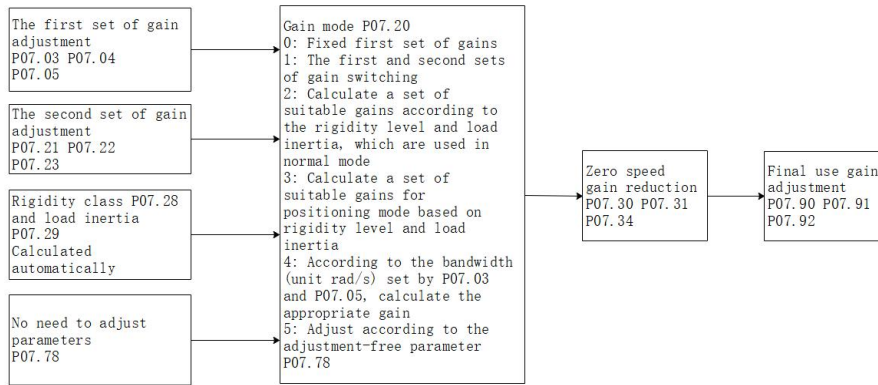 The first set of gain
adjustment
P07.03 P07.04
P07.05
The second set of gain
adjustment
P07.21 P07.22
P07.23
Rigidity class P07.28
and load inertia
P07.29
Calculated
automatically
No need to adjust
parameters
P07.78
Gain mode P07.20
0: Fixed first set of gains
1: The first and second sets
of gain switching
2: Calculate a set of
suitable gains according to
the rigidity level and load
inertia, which are used in
normal mode
3: Calculate a set of
suitable gains for
positioning mode based on
rigidity level and load
inertia
4: According to the bandwidth
(unit rad/s) set by P07.03
and P07.05, calculate the
appropriate gain
5: Adjust according to the
adjustment-free parameter
P07.78
Zero speed
gain reduction
P07.30 P07.31
P07.34
Final use gain
adjustment
P07.90 P07.91
P07.92